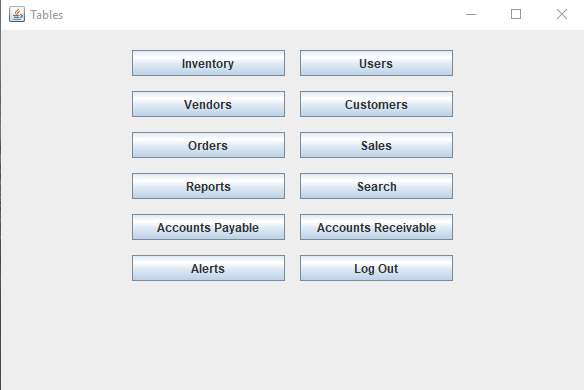 Tables
Inventory
Users
Vendors
Customers
Orders
Sales
Reports
Search
Accounts Payable
Accounts Receivable
Alerts
Log Out